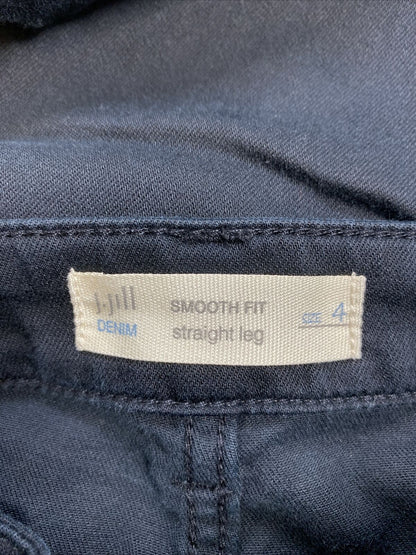 J.Jill
DENIM
SMOOTH FIT
straight leg
SIZE 4